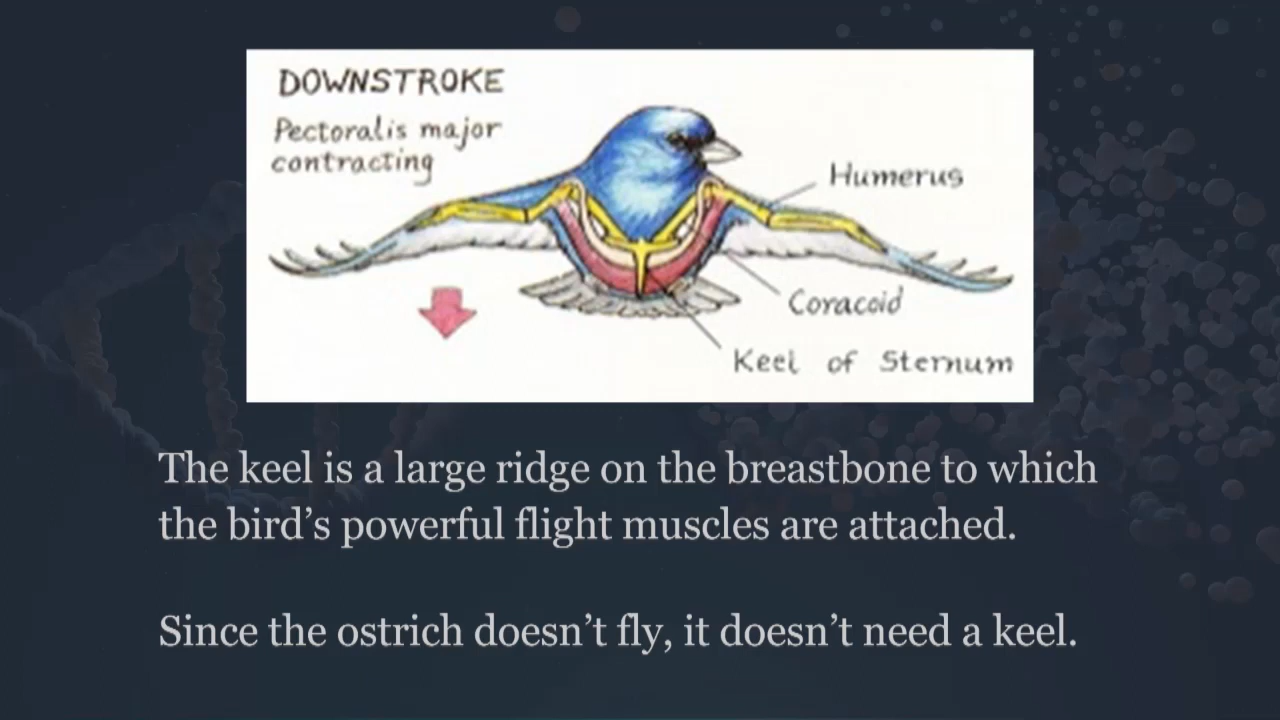 DOWNSTROKE
Pectoralis major
contracting
Humerus
Coracoid
Keel of Sternum
The keel is a large ridge on the breastbone to which
the bird’s powerful flight muscles are attached.
Since the ostrich doesn’t fly, it doesn’t need a keel.